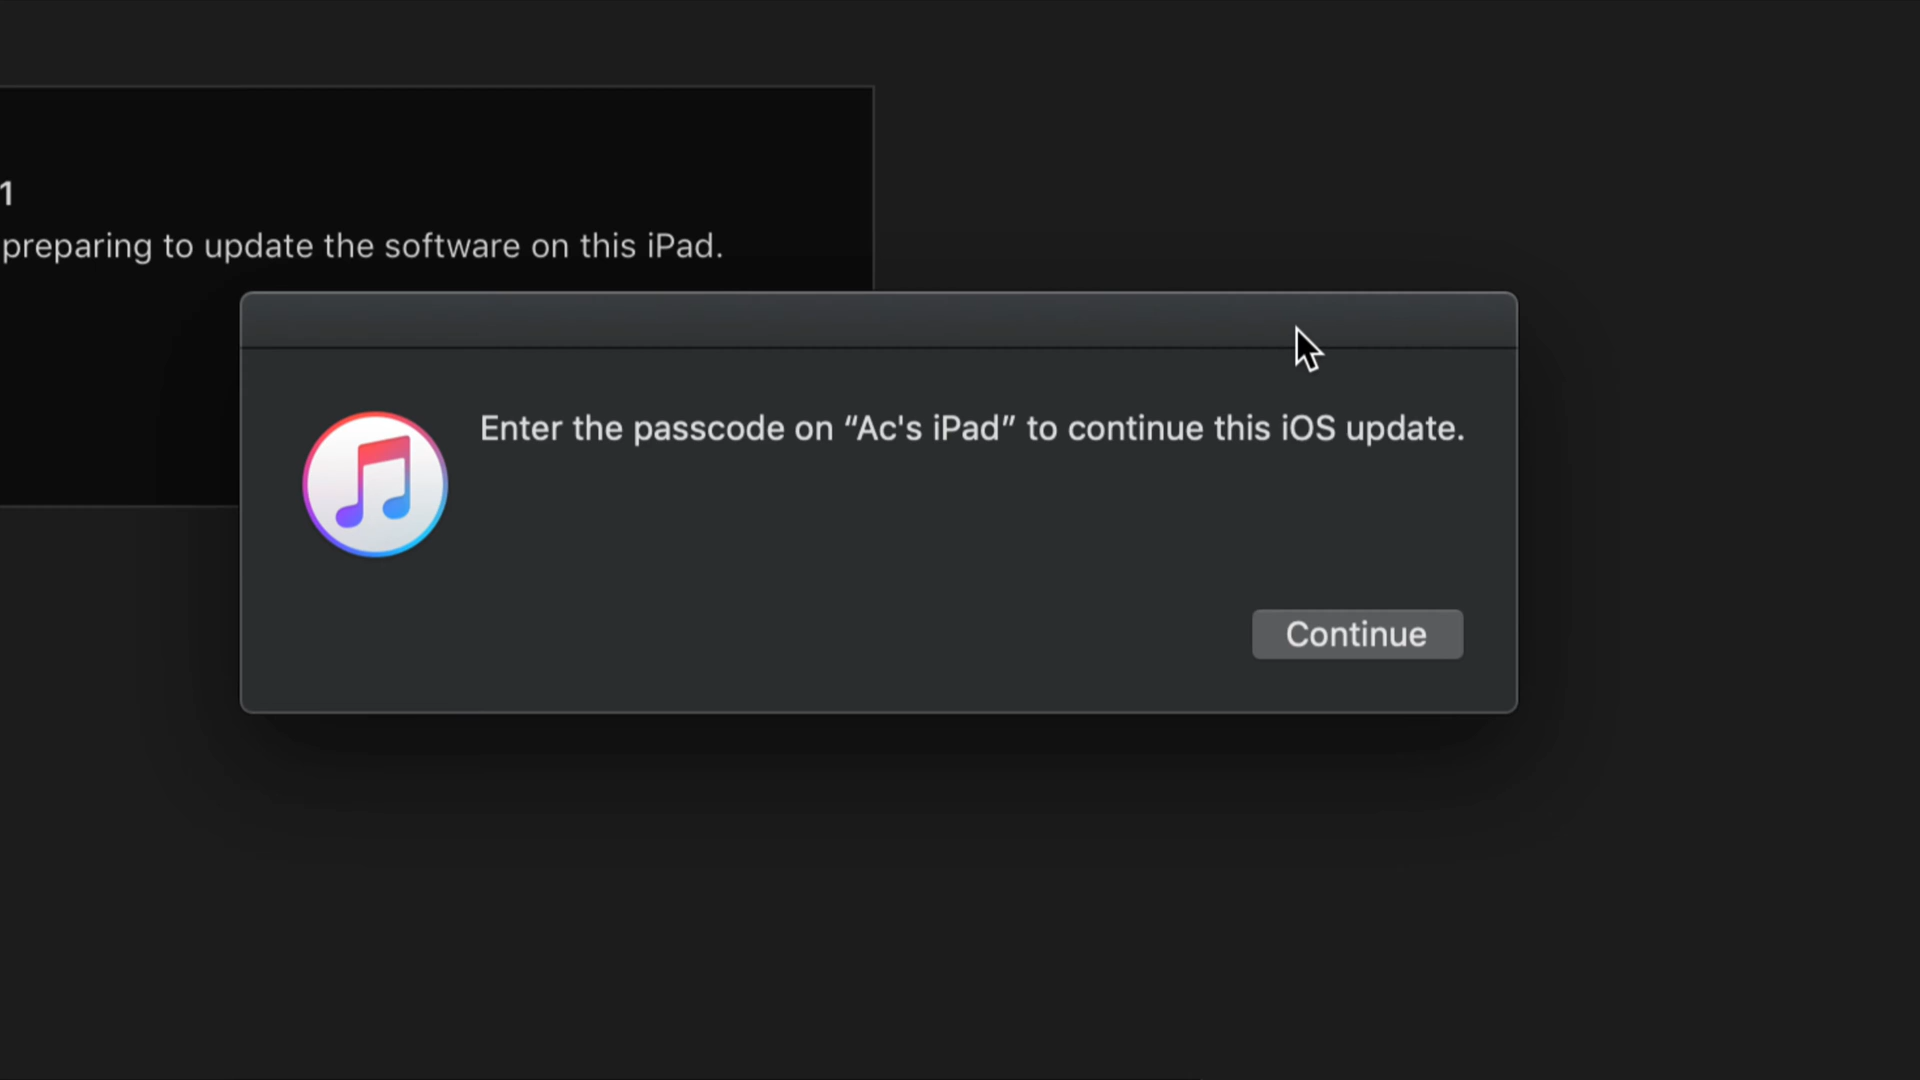 1
preparing to update the software on this iPad.
Enter the passcode on “Ac's iPad” to continue this iOS update.
Continue